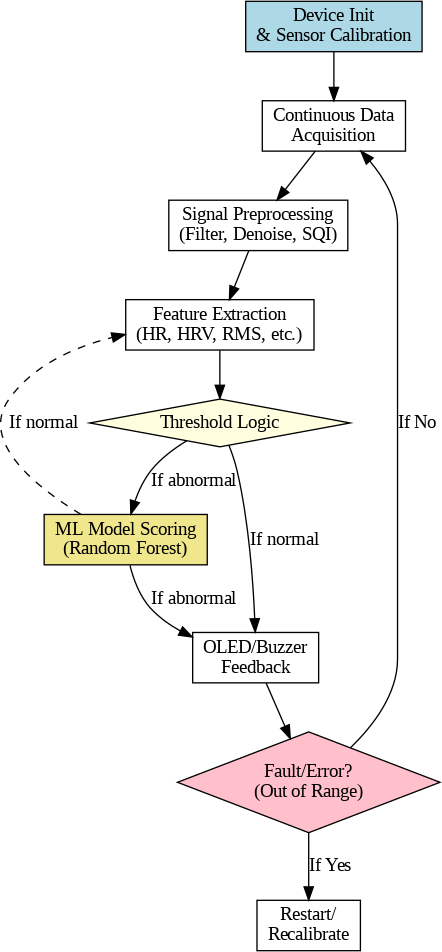 Device Init
& Sensor Calibration
Continuous Data
Acquisition
Signal Preprocessing
(Filter, Denoise, SQI)
Feature Extraction
(HR, HRV, RMS, etc.)
If normal
Threshold Logic
If No
If abnormal
ML Model Scoring
(Random Forest)
If normal
If abnormal
OLED/Buzzer
Feedback
Fault/Error?
(Out of Range)
If Yes
Restart/
Recalibrate